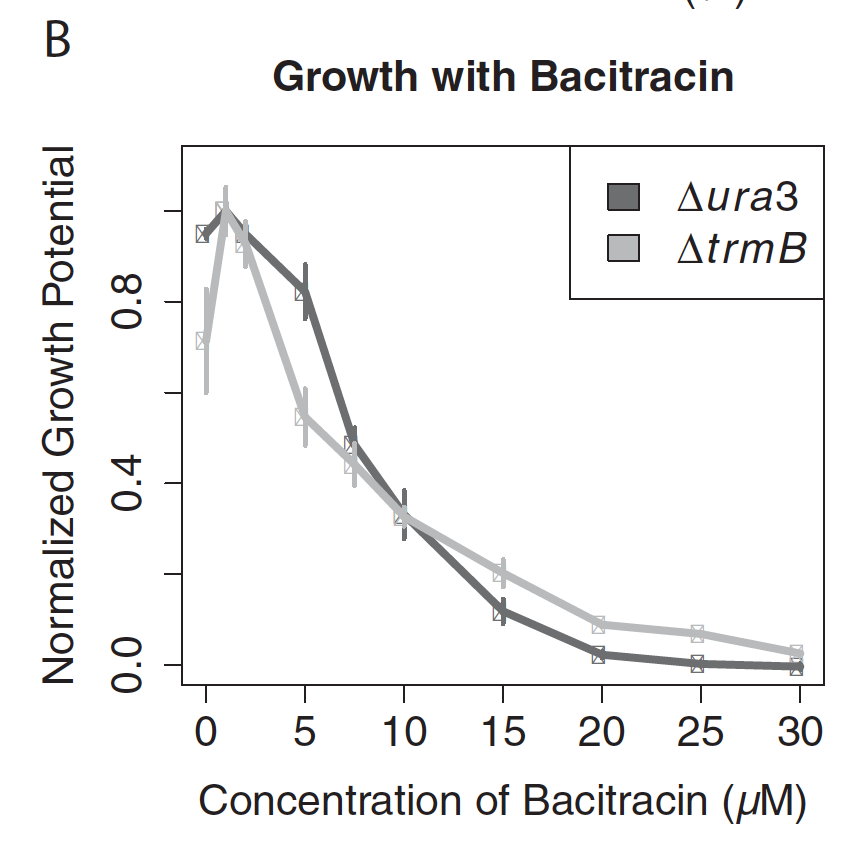 B
Growth with Bacitracin
Δura3
ΔtrmB
Normalized Growth Potential
0.8
0.4
0.0
0 5 10 15 20 25 30
Concentration of Bacitracin (μM)